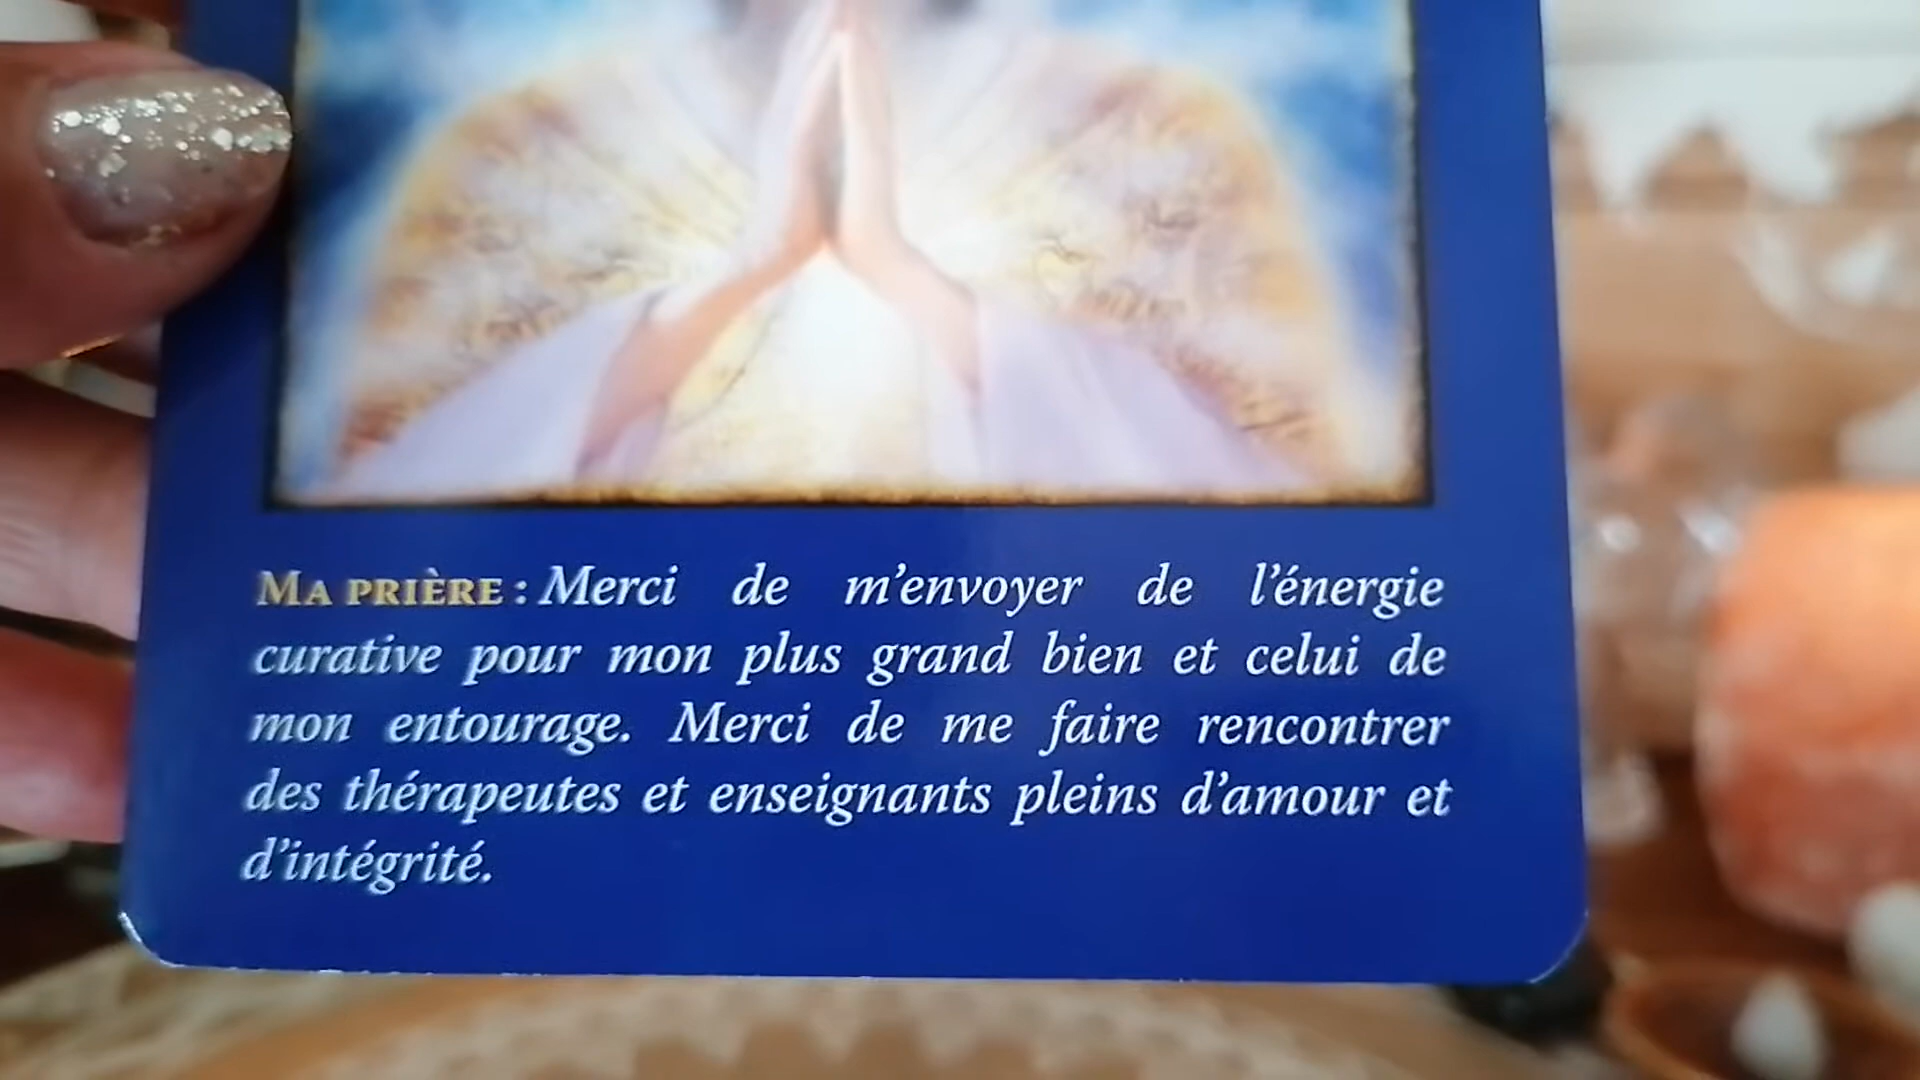 MA PRIÈRE : Merci de m’envoyer de l’énergie
curative pour mon plus grand bien et celui de
mon entourage. Merci de me faire rencontrer
des thérapeutes et enseignants pleins d’amour et
d’intégrité.